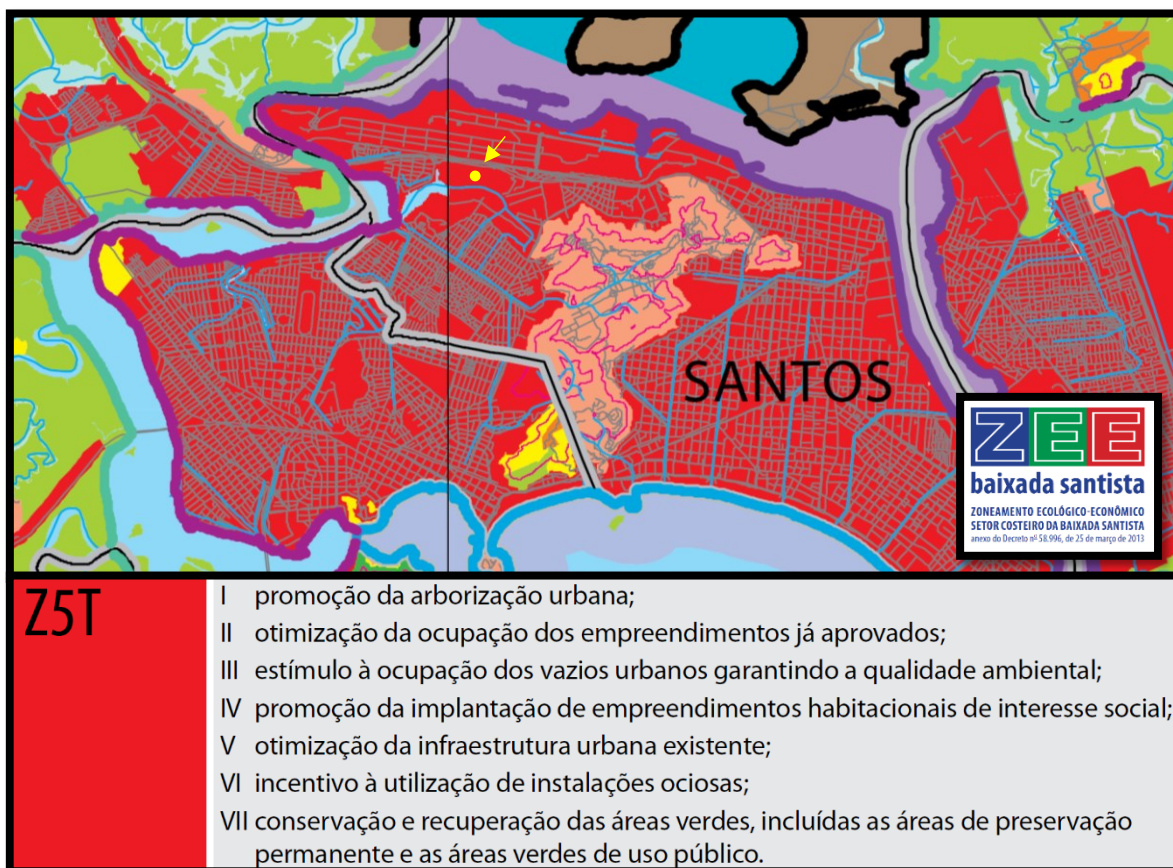 SANTOS
ZEE
baixada santista
ZONEAMENTO ECOLÓGICO-ECONÔMICO
SETOR COSTEIRO DA BAIXADA SANTISTA
anexo do Decreto nº 58.996, de 25 de março de 2013
Z5T
I promoção da arborização urbana;
II otimização da ocupação dos empreendimentos já aprovados;
III estímulo à ocupação dos vazios urbanos garantindo a qualidade ambiental;
IV promoção da implantação de empreendimentos habitacionais de interesse social;
V otimização da infraestrutura urbana existente;
VI incentivo à utilização de instalações ociosas;
VII conservação e recuperação das áreas verdes, incluídas as áreas de preservação
permanente e as áreas verdes de uso público.